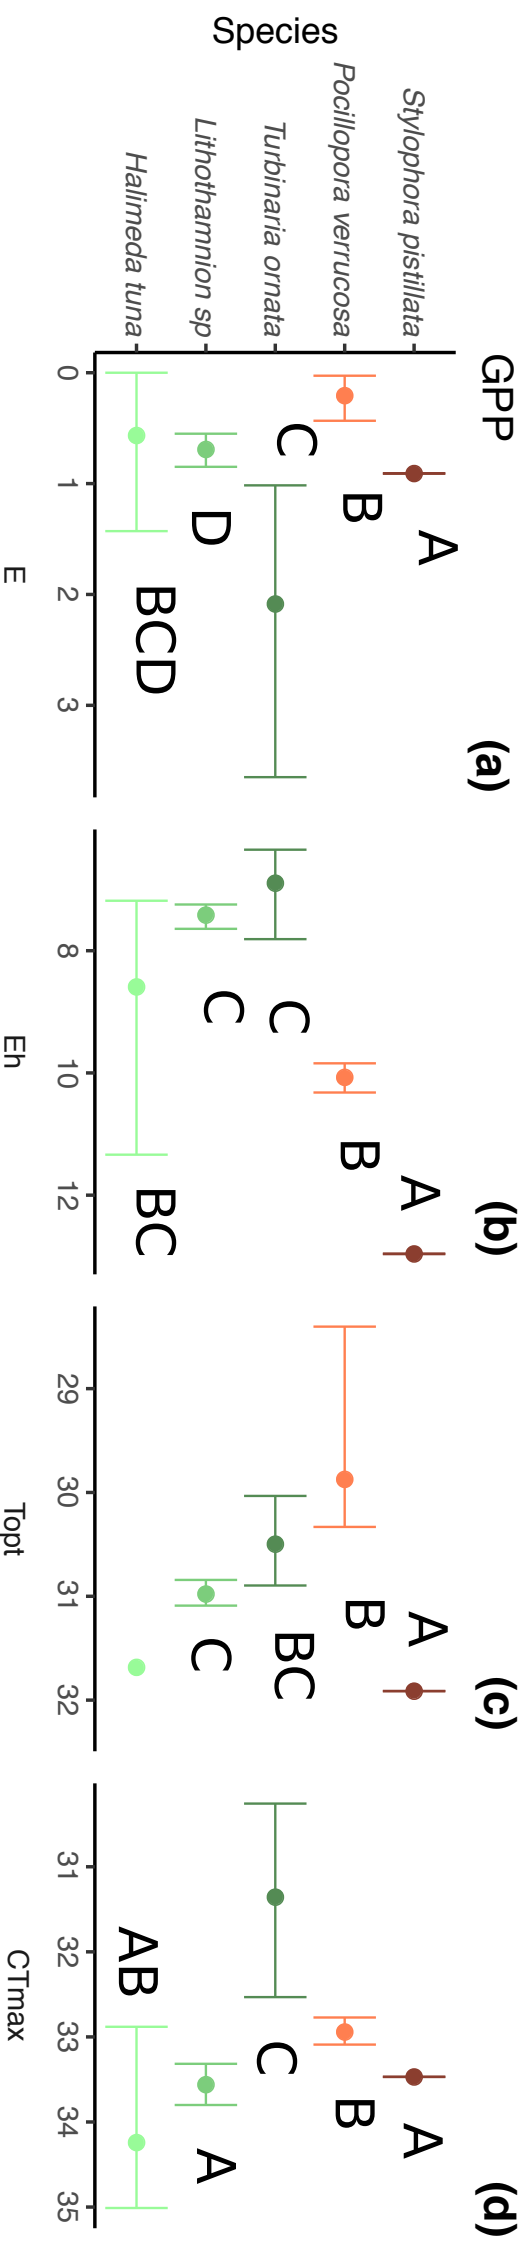 GPP
(a)
(b)
(c)
(d)
Species
Stylophora pistillata
A
A
A
A
Pocillopora verrucosa
B
B
B
B
Turbinaria ornata
C
C
BC
C
Lithothamnion sp
D
C
C
A
Halimeda tuna
BCD
BC
AB
0 1 2 3
8 10 12
29 30 31 32
31 32 33 34 35
E
Eh
Topt
CTmax